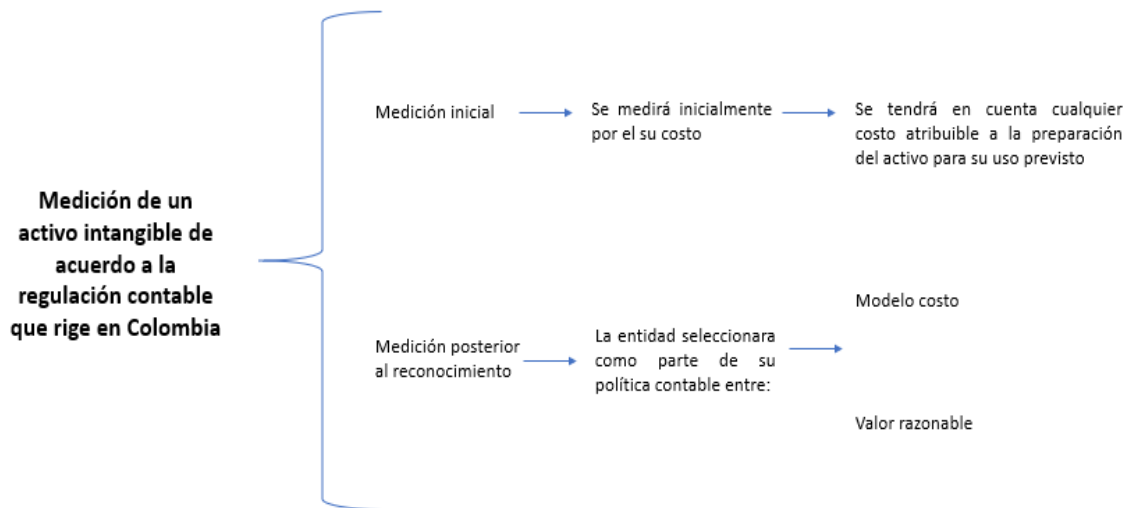 Medición de un
activo intangible de
acuerdo a la
regulación contable
que rige en Colombia
Medición inicial
Se medirá inicialmente
por el su costo
Se tendrá en cuenta cualquier
costo atribuible a la preparación
del activo para su uso previsto
Medición posterior
al reconocimiento
La entidad seleccionara
como parte de su
política contable entre:
Modelo costo
Valor razonable